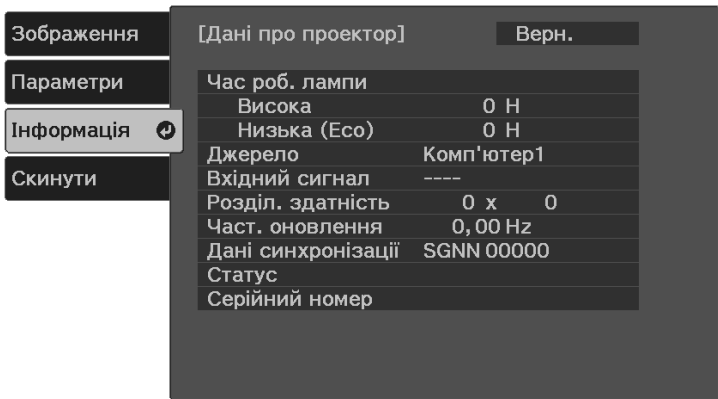 Зображення
Параметри
Інформація
Скинути
[Дані про проектор] Верн.
Час роб. лампи
Висока 0 H
Низька (Eco) 0 H
Джерело Комп'ютер1
Вхідний сигнал ----
Розділ. здатність 0 x 0
Част. оновлення 0,00 Hz
Дані синхронізації SGNN 00000
Статус
Серійний номер